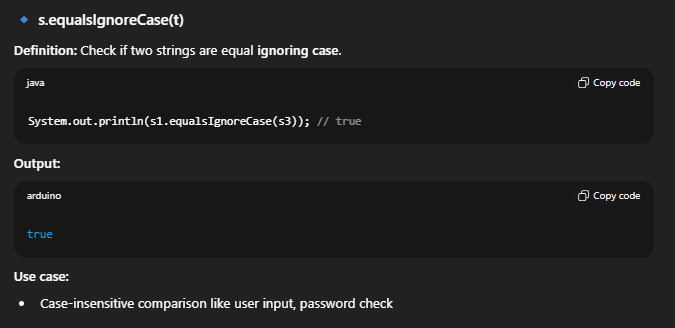 s.equalsIgnoreCase(t)
Definition: Check if two strings are equal ignoring case.
java
Copy code
System.out.println(s1.equalsIgnoreCase(s3)); // true
Output:
arduino
Copy code
true
Use case:
• Case-insensitive comparison like user input, password check